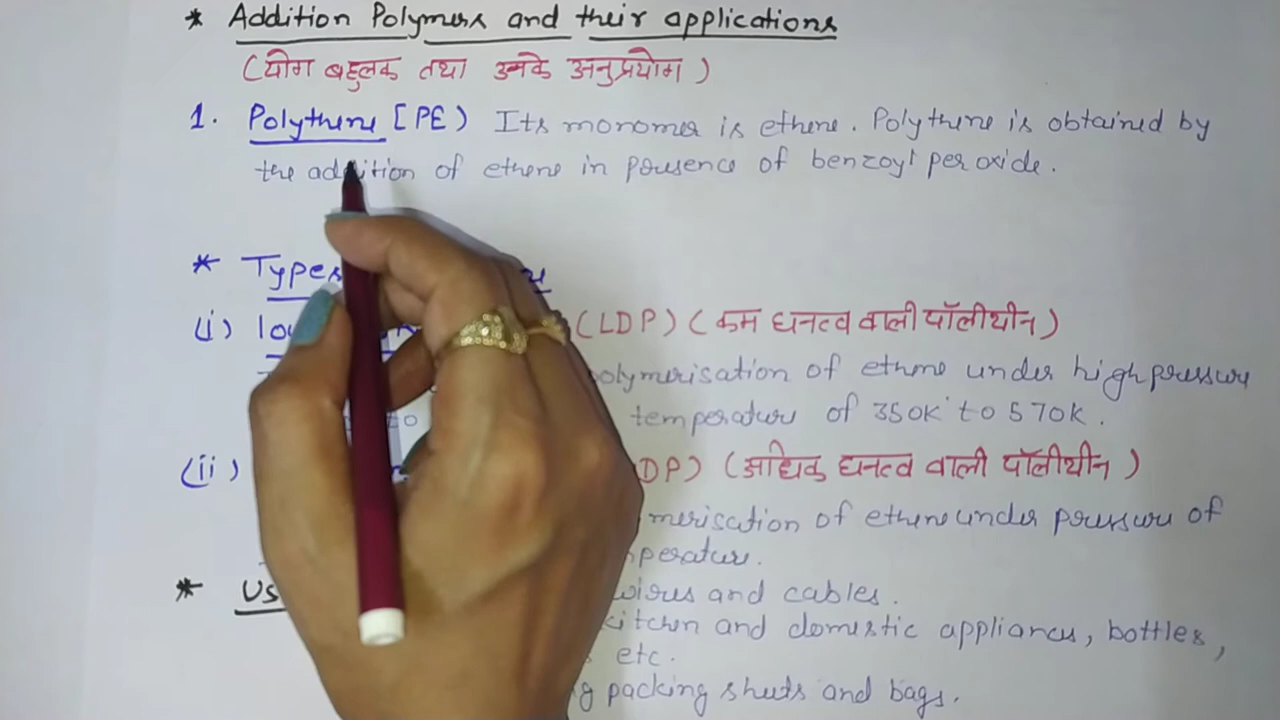 * Addition Polymers and their applications
(योग बहुलक तथा उनके अनुप्रयोग)
1. Polythene [PE) Its monomer is ethene. Polythene is obtained by
the addition of ethene in presence of benzoyl peroxide.
* Types
(i) (LDP) (कम घनत्व वाली पॉलीथीन)
polymerisation of ethene under high pressure
temperature of 350K to 570K.
(ii) (अधिक घनत्व वाली पॉलीथीन)
of ethene under pressure of
*
wires and cables.
kitchen and domestic appliances, bottles,
etc.
packing sheets and bags.